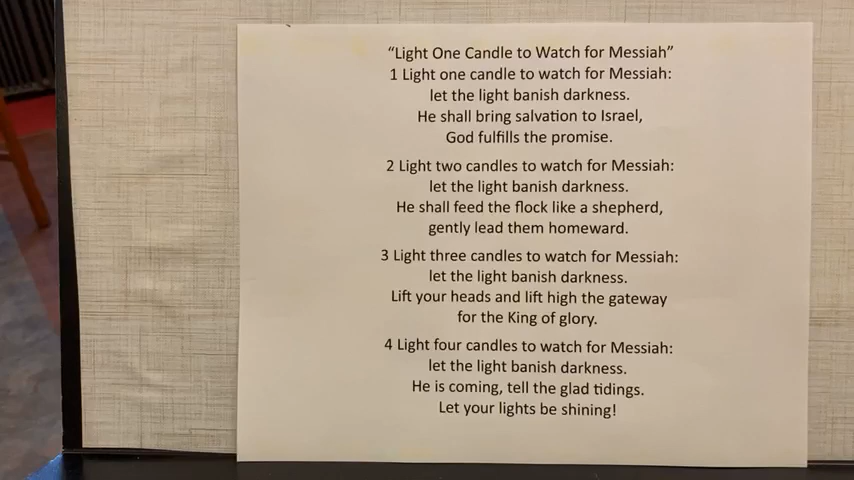 “Light One Candle to Watch for Messiah”
1 Light one candle to watch for Messiah:
let the light banish darkness.
He shall bring salvation to Israel,
God fulfills the promise.
2 Light two candles to watch for Messiah:
let the light banish darkness.
He shall feed the flock like a shepherd,
gently lead them homeward.
3 Light three candles to watch for Messiah:
let the light banish darkness.
Lift your heads and lift high the gateway
for the King of glory.
4 Light four candles to watch for Messiah:
let the light banish darkness.
He is coming, tell the glad tidings.
Let your lights be shining!